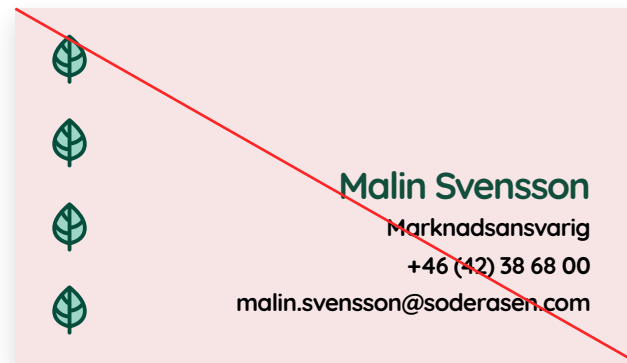 Malin Svensson
Marknadsansvarig
+46 (42) 38 68 00
malin.svensson@soderasen.com